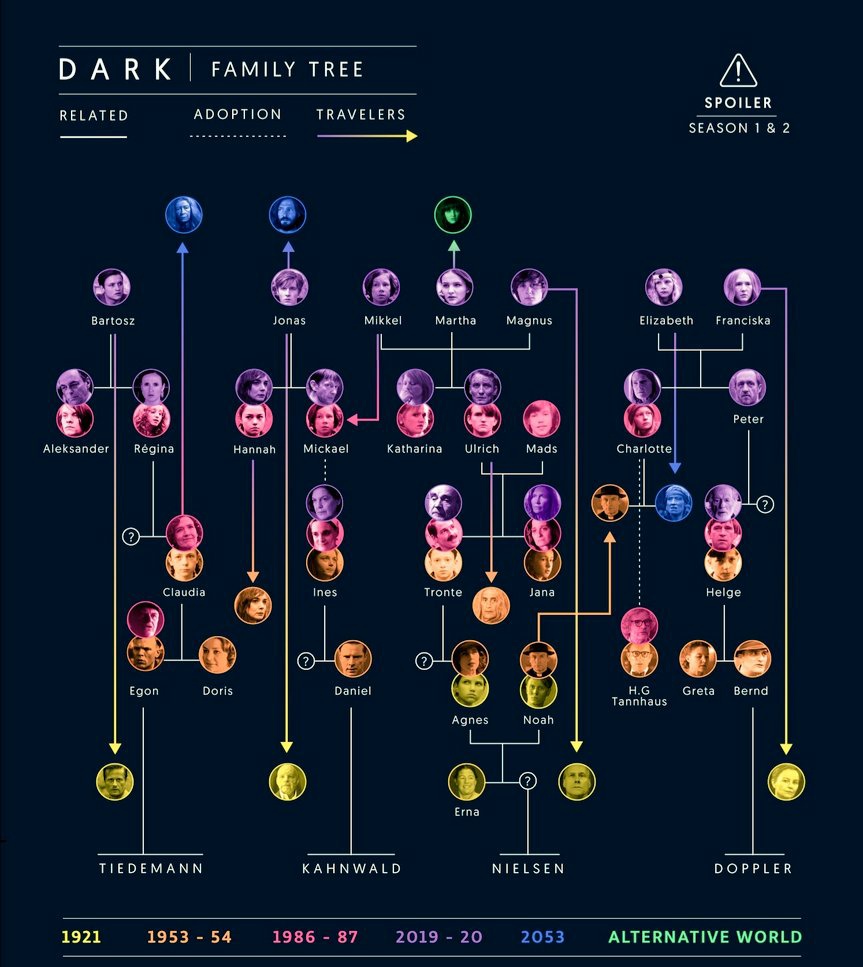 DARK | FAMILY TREE
RELATED ADOPTION TRAVELERS
SPOILER
SEASON 1 & 2
Bartosz Jonas Mikkel Martha Magnus Elizabeth Franciska
Peter
Aleksander Régina Hannah Mickael Katharina Ulrich Mads Charlotte
?
?
Claudia Ines Tronte Jana Helge
? ?
Egon Doris Daniel H.G Greta Bernd
Tannhaus
Agnes Noah
?
Erna
TIEDEMANN KAHNWALD NIELSEN DOPPLER
1921 1953 - 54 1986 - 87 2019 - 20 2053 ALTERNATIVE WORLD